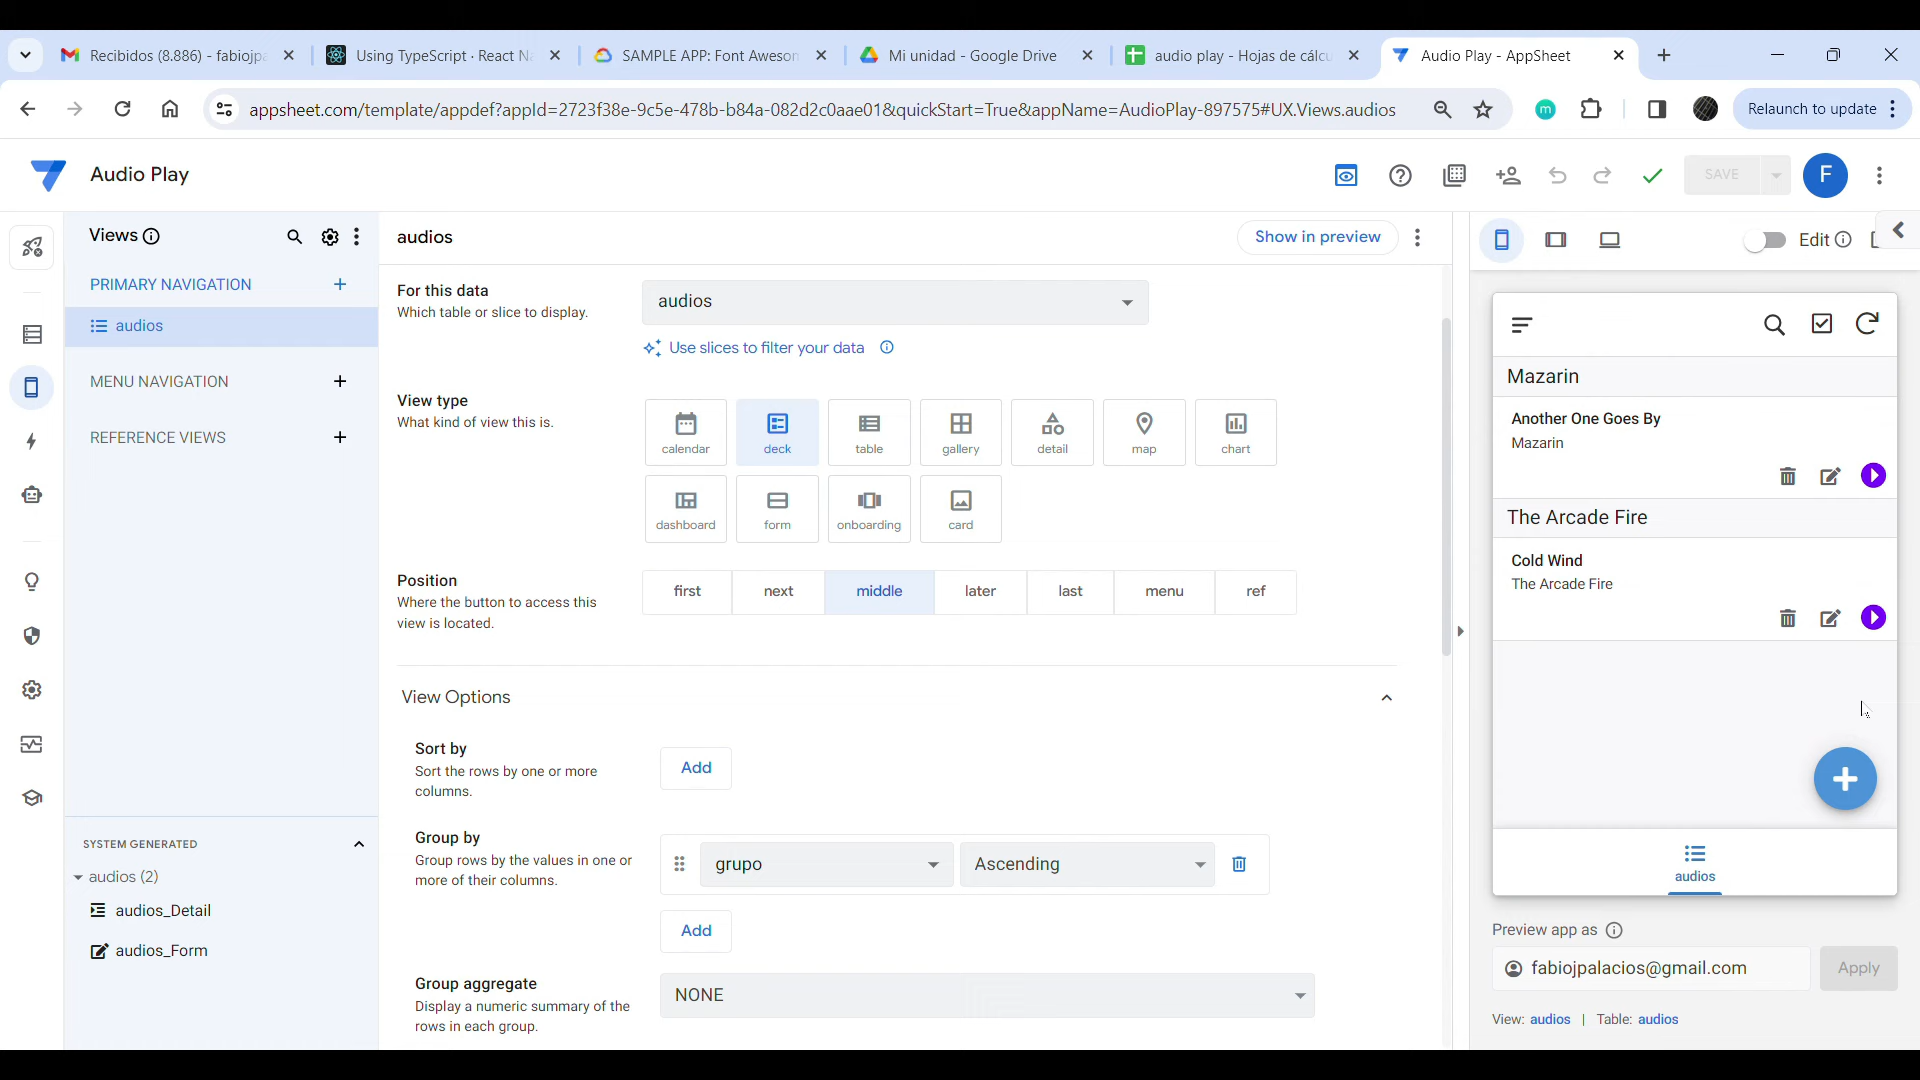 Recibidos (8.886) - fabiojpa
Using TypeScript · React N
SAMPLE APP: Font Awesom
Mi unidad - Google Drive
audio play - Hojas de cálcu
Audio Play - AppSheet
appsheet.com/template/appdef?appId=2723f38e-9c5e-478b-b84a-082d2c0aae01&quickStart=True&appName=AudioPlay-897575#UX.Views.audios
m
Relaunch to update
Audio Play
SAVE
F
Views
audios
Show in preview
Edit
PRIMARY NAVIGATION
audios
MENU NAVIGATION
REFERENCE VIEWS
SYSTEM GENERATED
audios (2)
audios_Detail
audios_Form
For this data
Which table or slice to display.
audios
Use slices to filter your data
View type
What kind of view this is.
calendar
deck
table
gallery
detail
map
chart
dashboard
form
onboarding
card
Position
Where the button to access this
view is located.
first
next
middle
later
last
menu
ref
View Options
Sort by
Sort the rows by one or more
columns.
Add
Group by
Group rows by the values in one or
more of their columns.
grupo
Ascending
Add
Group aggregate
Display a numeric summary of the
rows in each group.
NONE
Mazarin
Another One Goes By
Mazarin
The Arcade Fire
Cold Wind
The Arcade Fire
audios
Preview app as
fabiojpalacios@gmail.com
Apply
View: audios | Table: audios